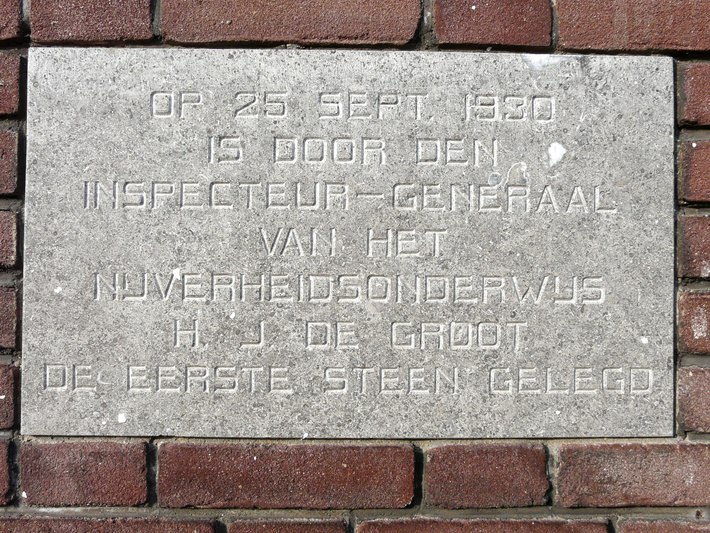 OP 25 SEPT. 1930
IS DOOR DEN
INSPECTEUR-GENERAAL
VAN HET
NIJVERHEIDSONDERWIJS
H. J. DE GROOT
DE EERSTE STEEN GELEGD